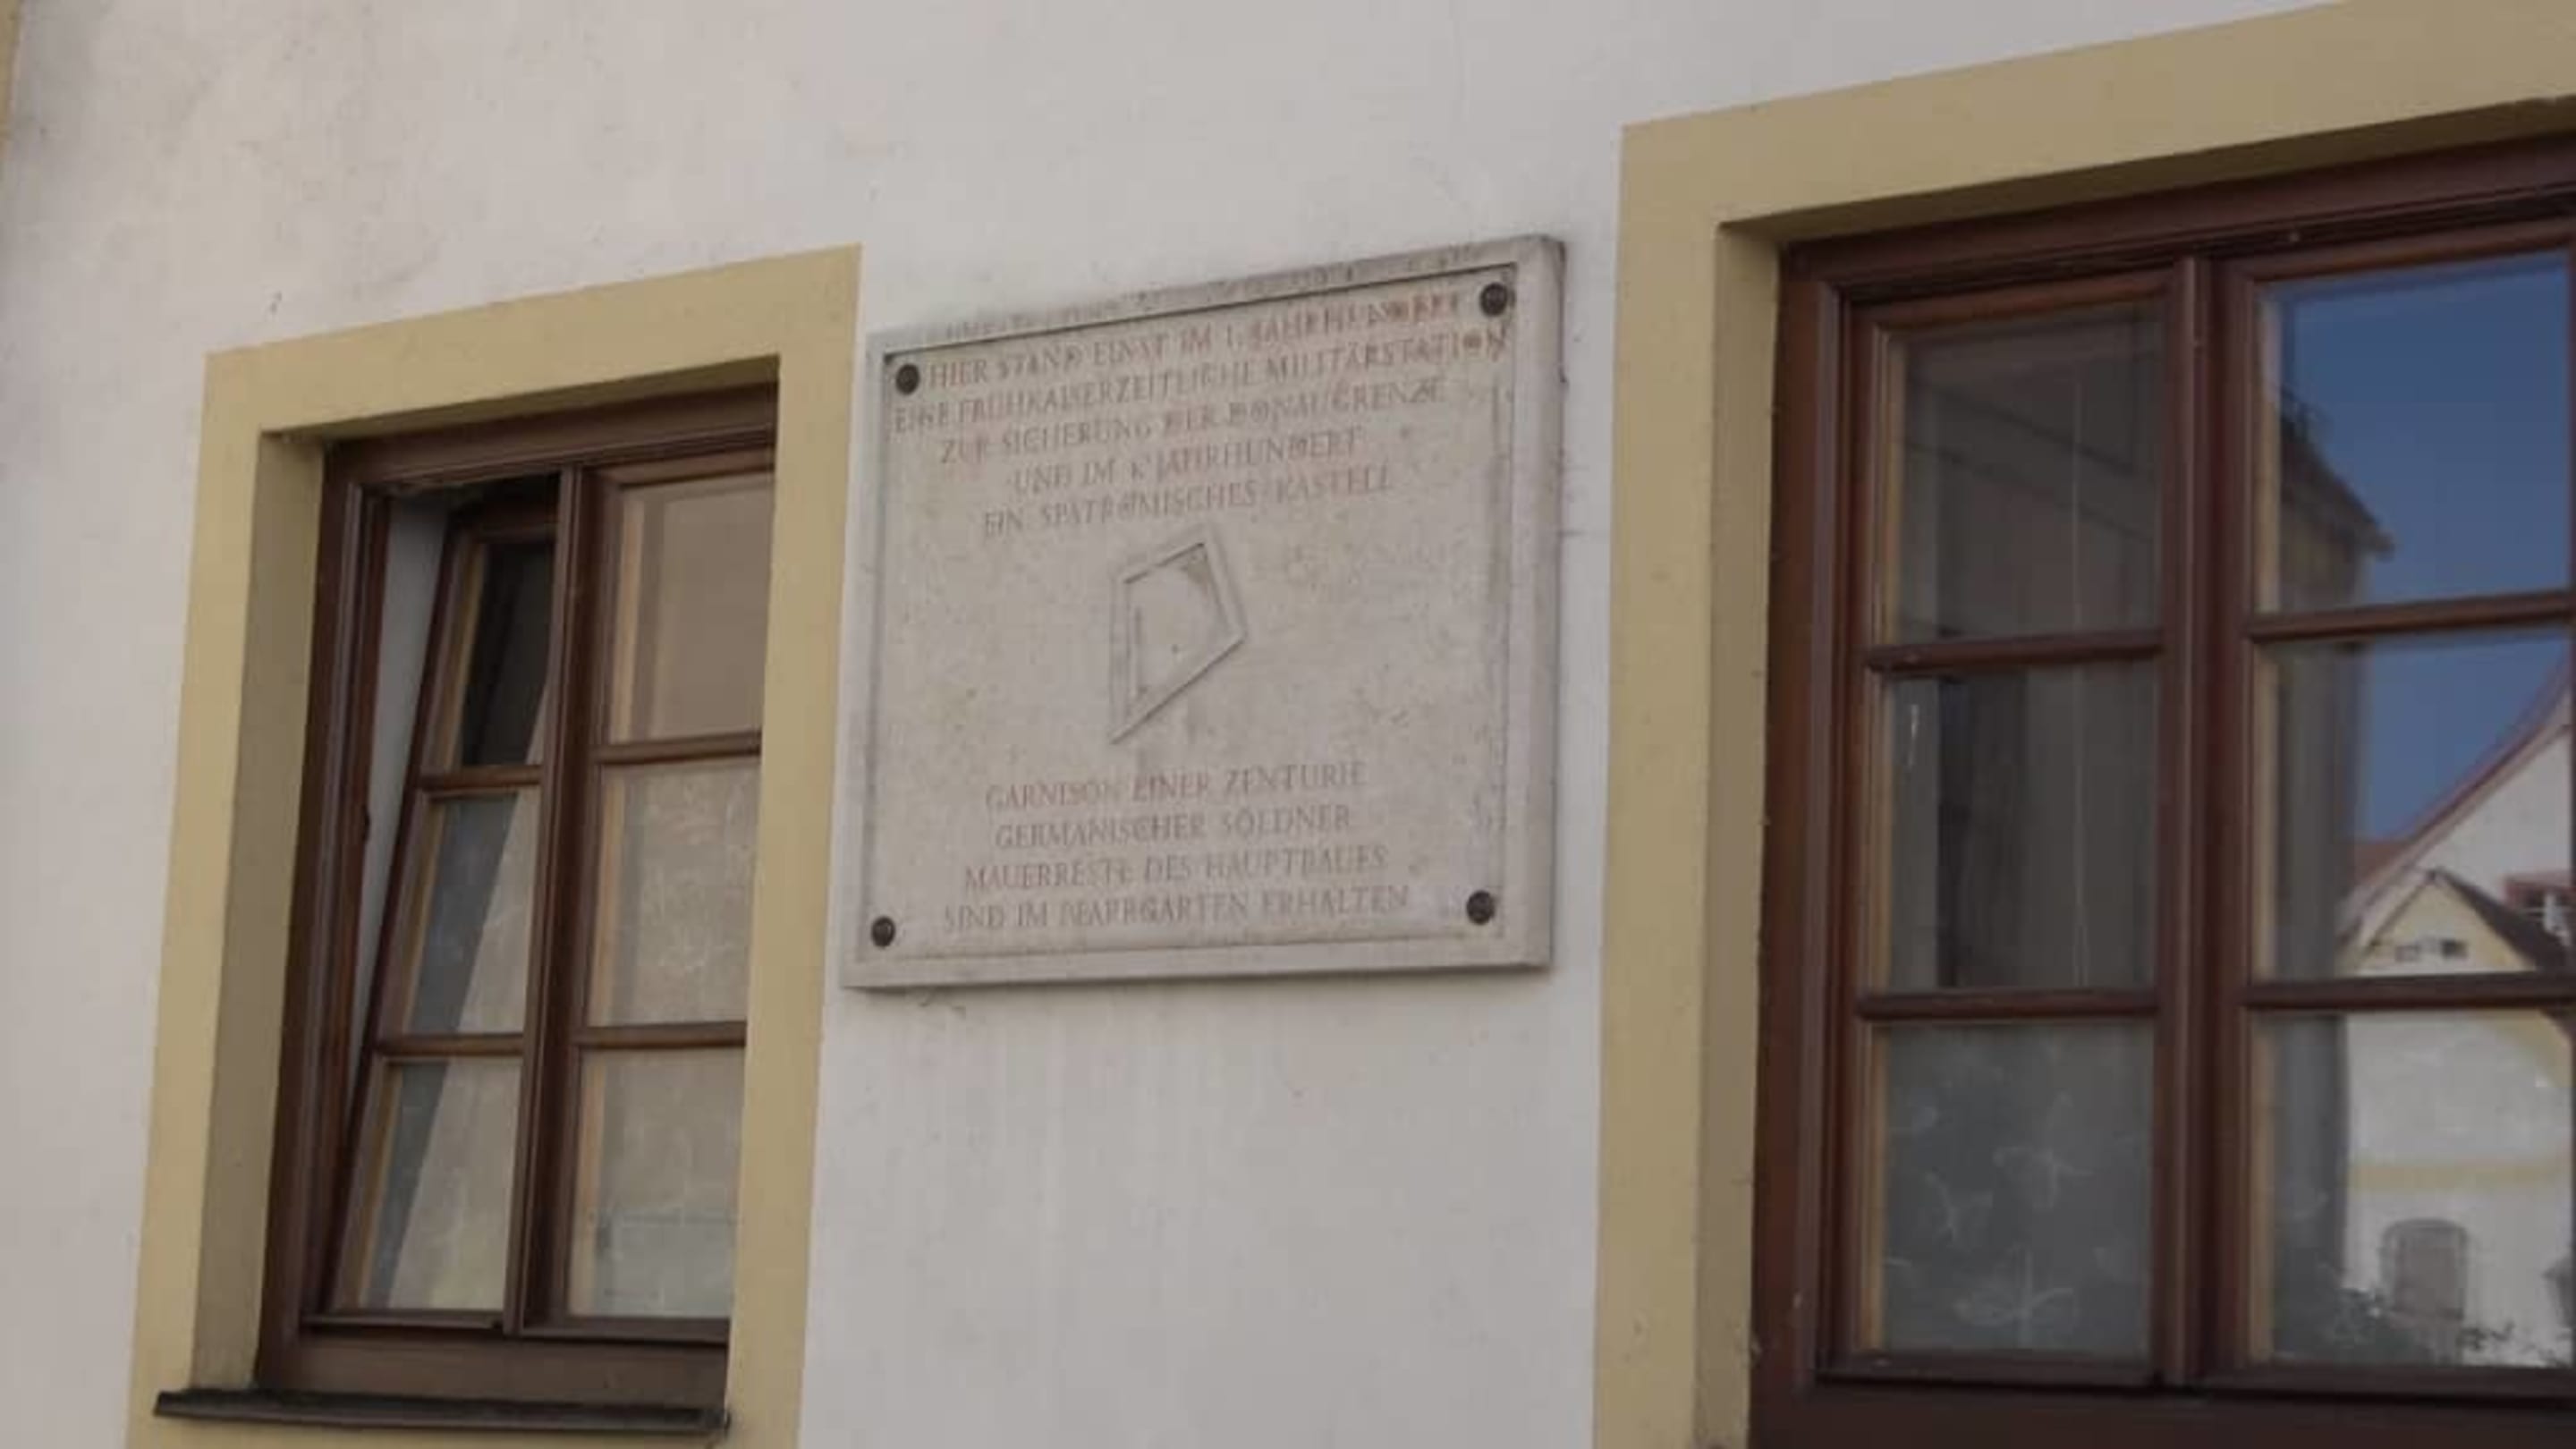 HIER STAND EINST IM 1. JAHRHUNDERT
EINE FRÜHKAISERZEITLICHE MILITÄRSTATION
ZUR SICHERUNG DER DONAUGRENZE
UND IM 4. JAHRHUNDERT
EIN SPÄTRÖMISCHES KASTELL
GARNISON EINER ZENTURIE
GERMANISCHER SÖLDNER
MAUERRESTE DES HAUPTBAUES
SIND IM PFARRGARTEN ERHALTEN